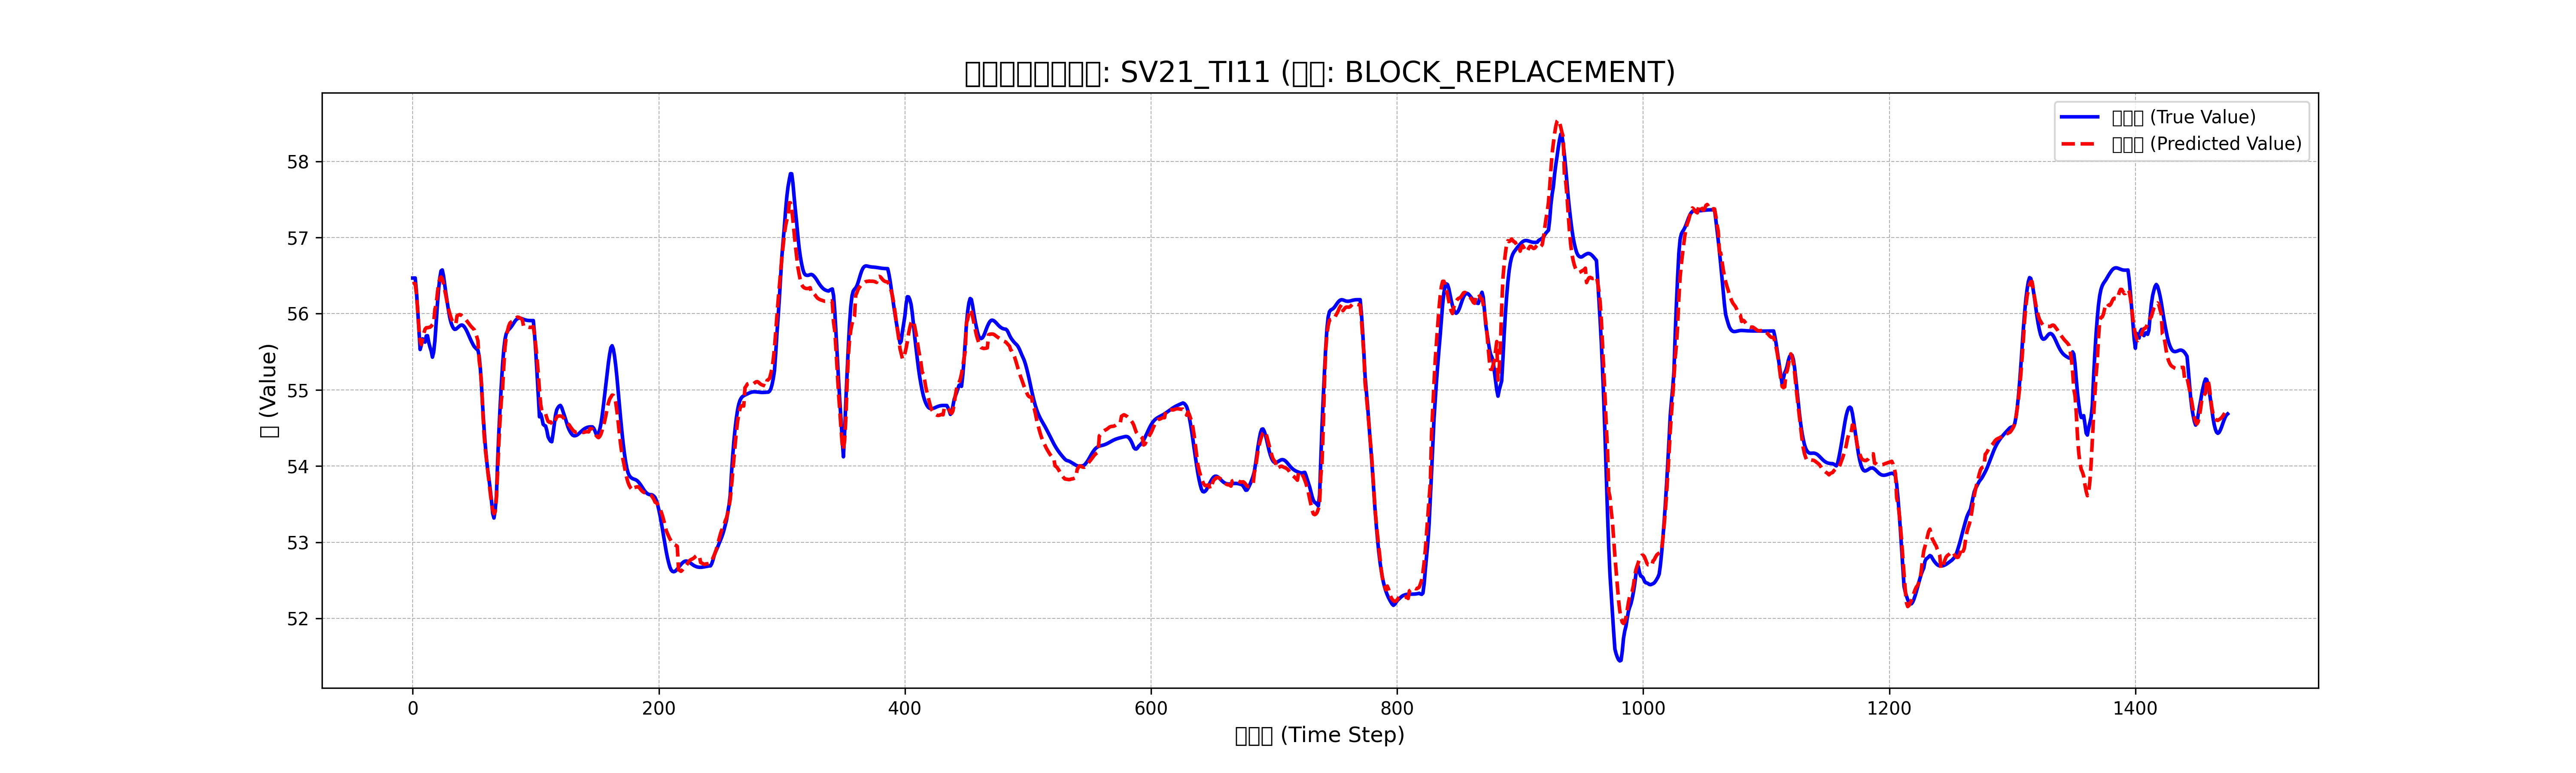 : SV21_TI11 (: BLOCK_REPLACEMENT)
(True Value)
(Predicted Value)
(Value)
58
57
56
55
54
53
52
0 200 400 600 800 1000 1200 1400
(Time Step)